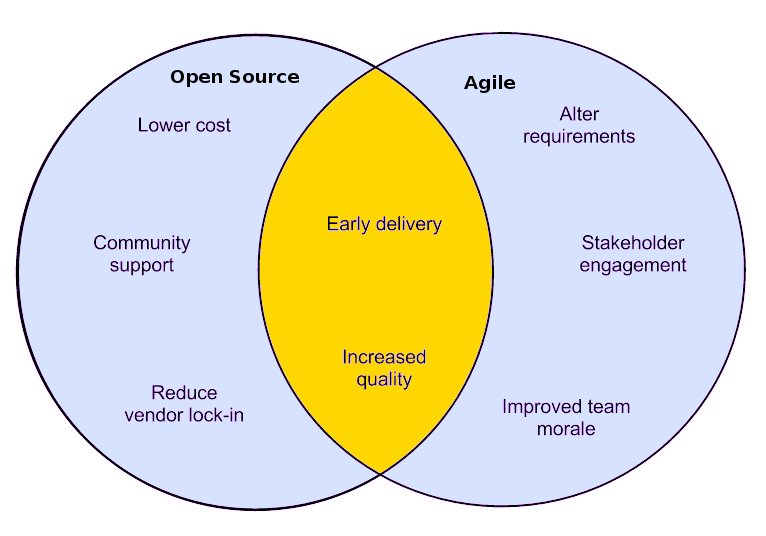 Open Source
Agile
Lower cost
Alter
requirements
Early delivery
Community
support
Stakeholder
engagement
Increased
quality
Reduce
vendor lock-in
Improved team
morale